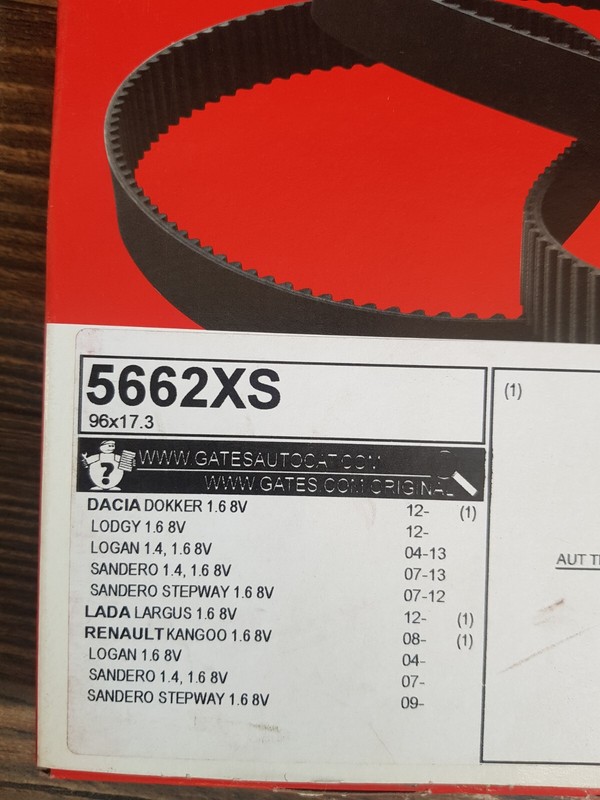 5662XS
96x17.3
(1)
?
WWW.GATESAUTOCAT.COM
WWW.GATES.COM/ORIGINAL
DACIA DOKKER 1.6 8V 12- (1)
LODGY 1.6 8V 12-
LOGAN 1.4, 1.6 8V 04-13
SANDERO 1.4, 1.6 8V 07-13
SANDERO STEPWAY 1.6 8V 07-12
LADA LARGUS 1.6 8V 12- (1)
RENAULT KANGOO 1.6 8V 08- (1)
LOGAN 1.6 8V 04-
SANDERO 1.4, 1.6 8V 07-
SANDERO STEPWAY 1.6 8V 09-
AUT